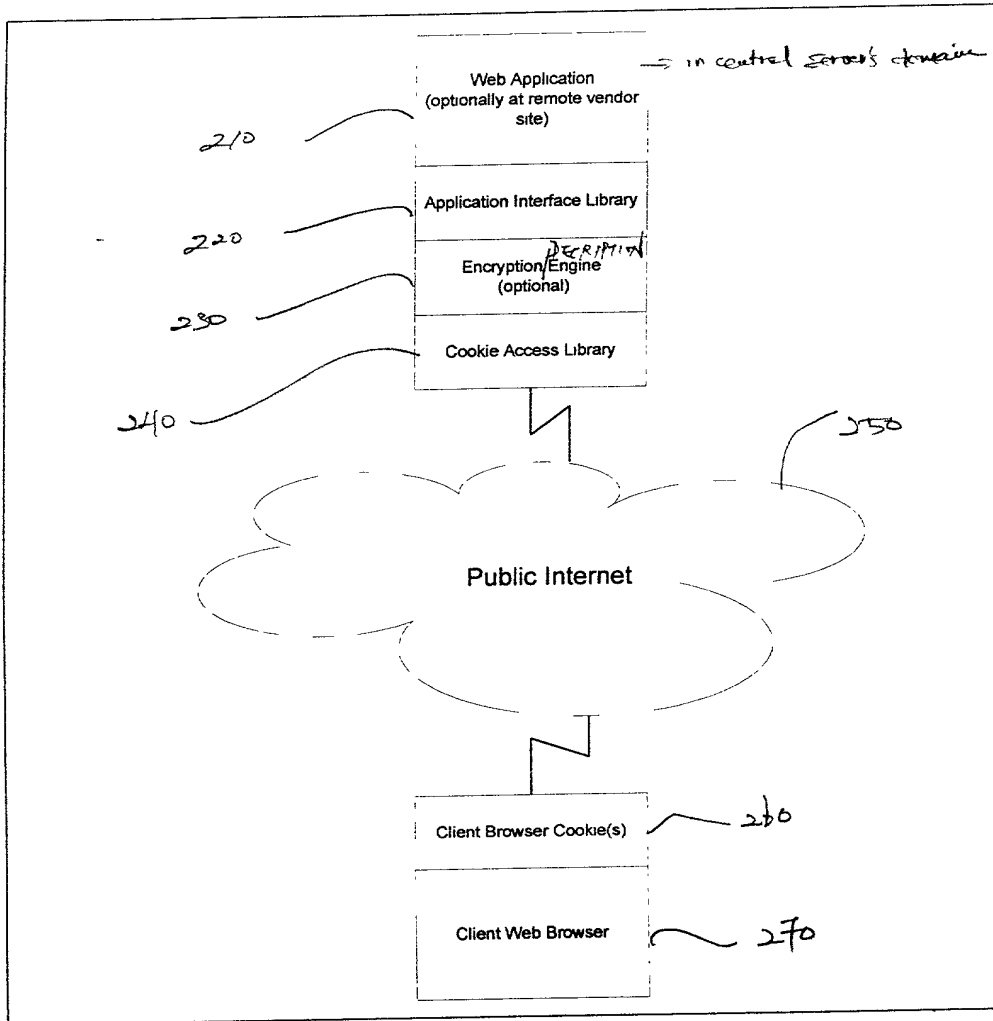 Web Application → in central server's domain
(optionally at remote vendor
site)
210
Application Interface Library
220
DECRIPTION
Encryption/Engine
(optional)
230
Cookie Access Library
240
250
Public Internet
Client Browser Cookie(s)
260
Client Web Browser
270